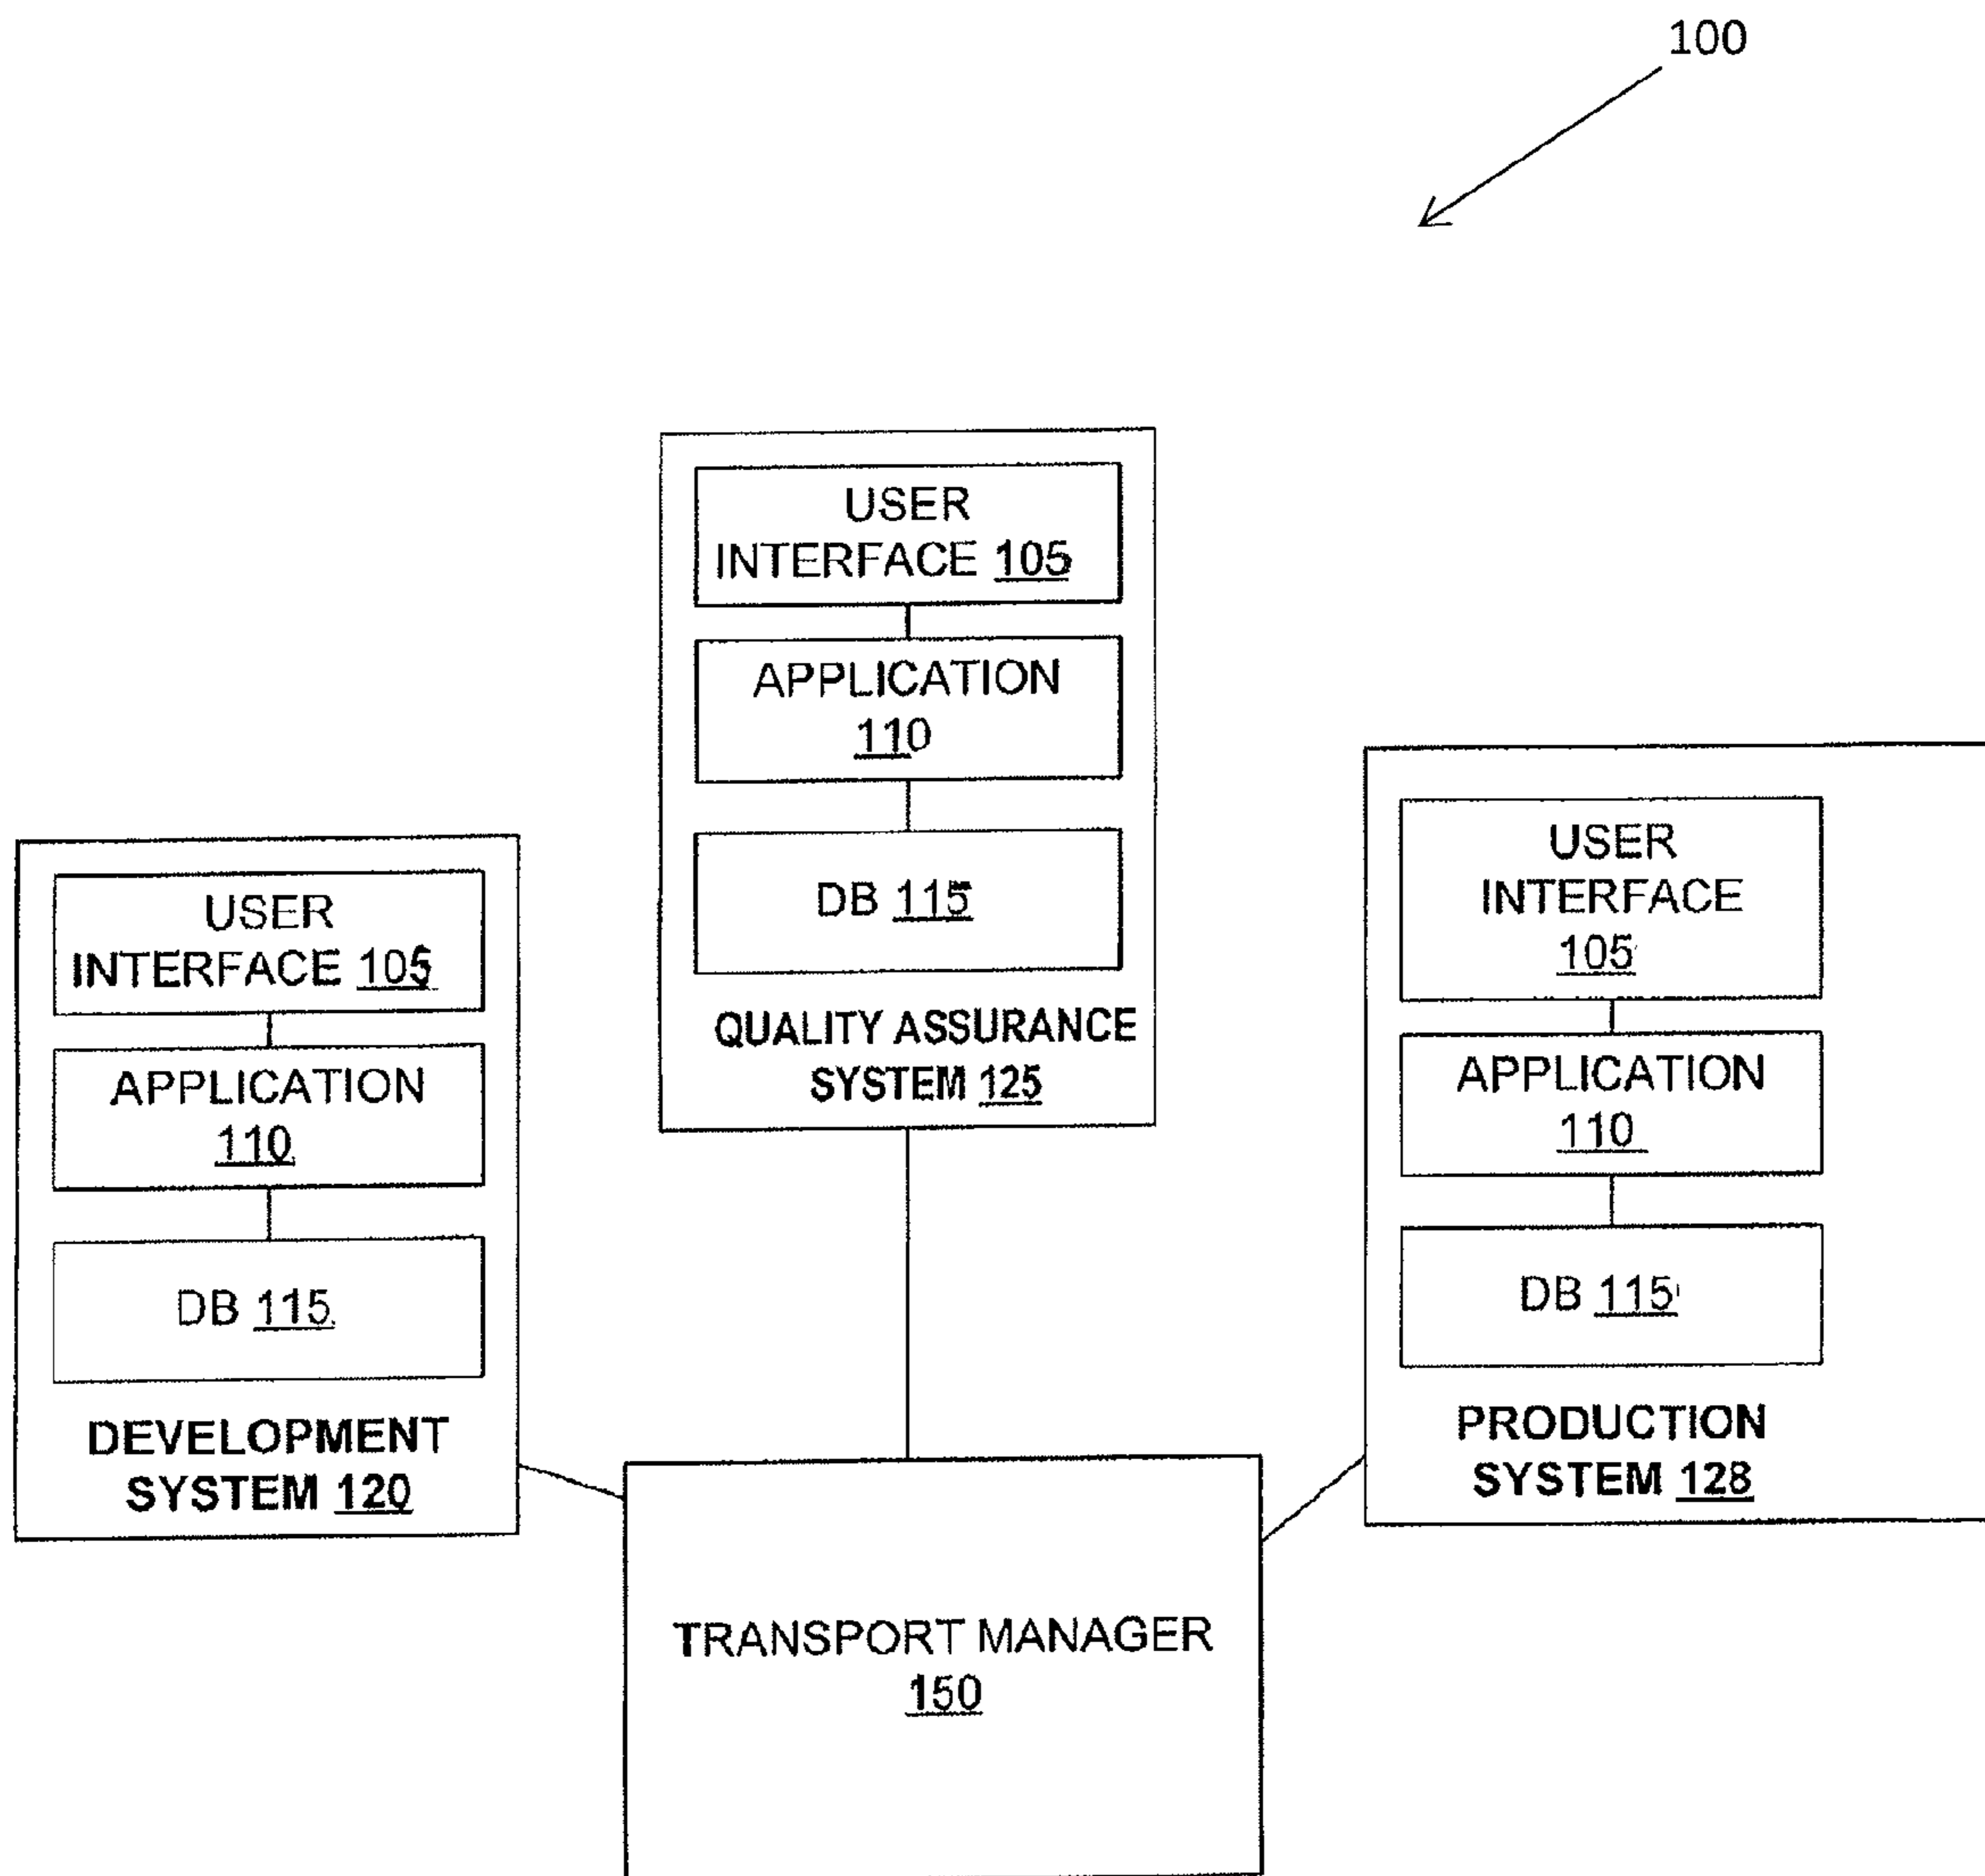 100
USER
INTERFACE 105
APPLICATION
110
DB 115
QUALITY ASSURANCE
SYSTEM 125
USER
INTERFACE 105
APPLICATION
110
DB 115
DEVELOPMENT
SYSTEM 120
USER
INTERFACE
105
APPLICATION
110
DB 115
PRODUCTION
SYSTEM 128
TRANSPORT MANAGER
150